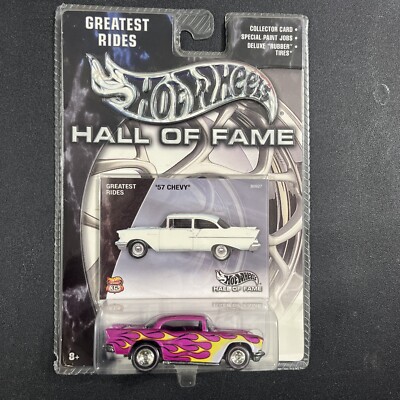 GREATEST
RIDES
COLLECTOR CARD •
SPECIAL PAINT JOBS •
DELUXE "RUBBER" •
TIRES
Hot Wheels
HALL OF FAME
GREATEST
RIDES
'57 CHEVY
Hot Wheels
HALL OF FAME
35
8+